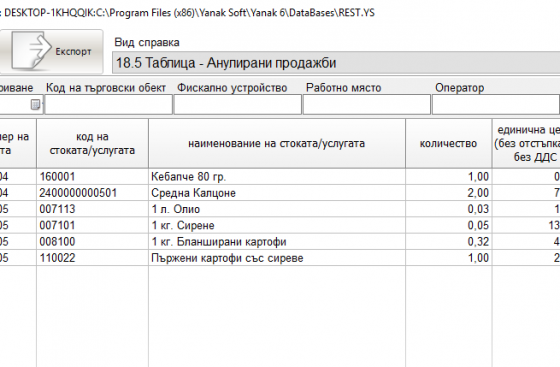 : DESKTOP-1KHQQIK:C:\Program Files (x86)\Yanak Soft\Yanak 6\DataBases\REST.YS
Експорт
Вид справка
18.5 Таблица - Анулирани продажби
риване Код на търговски обект Фискално устройство Работно място Оператор
ер на
та
код на
стоката/услугата
наименование на стоката/услугата
количество
единична це
(без отстъпка
без ДДС
04 160001 Кебапче 80 гр. 1,00 0
04 2400000000501 Средна Калцоне 2,00 7
05 007113 1 л. Олио 0,03 1
05 007101 1 кг. Сирене 0,05 13
05 008100 1 кг. Бланширани картофи 0,32 4
05 110022 Пържени картофи със сиреве 1,00 2